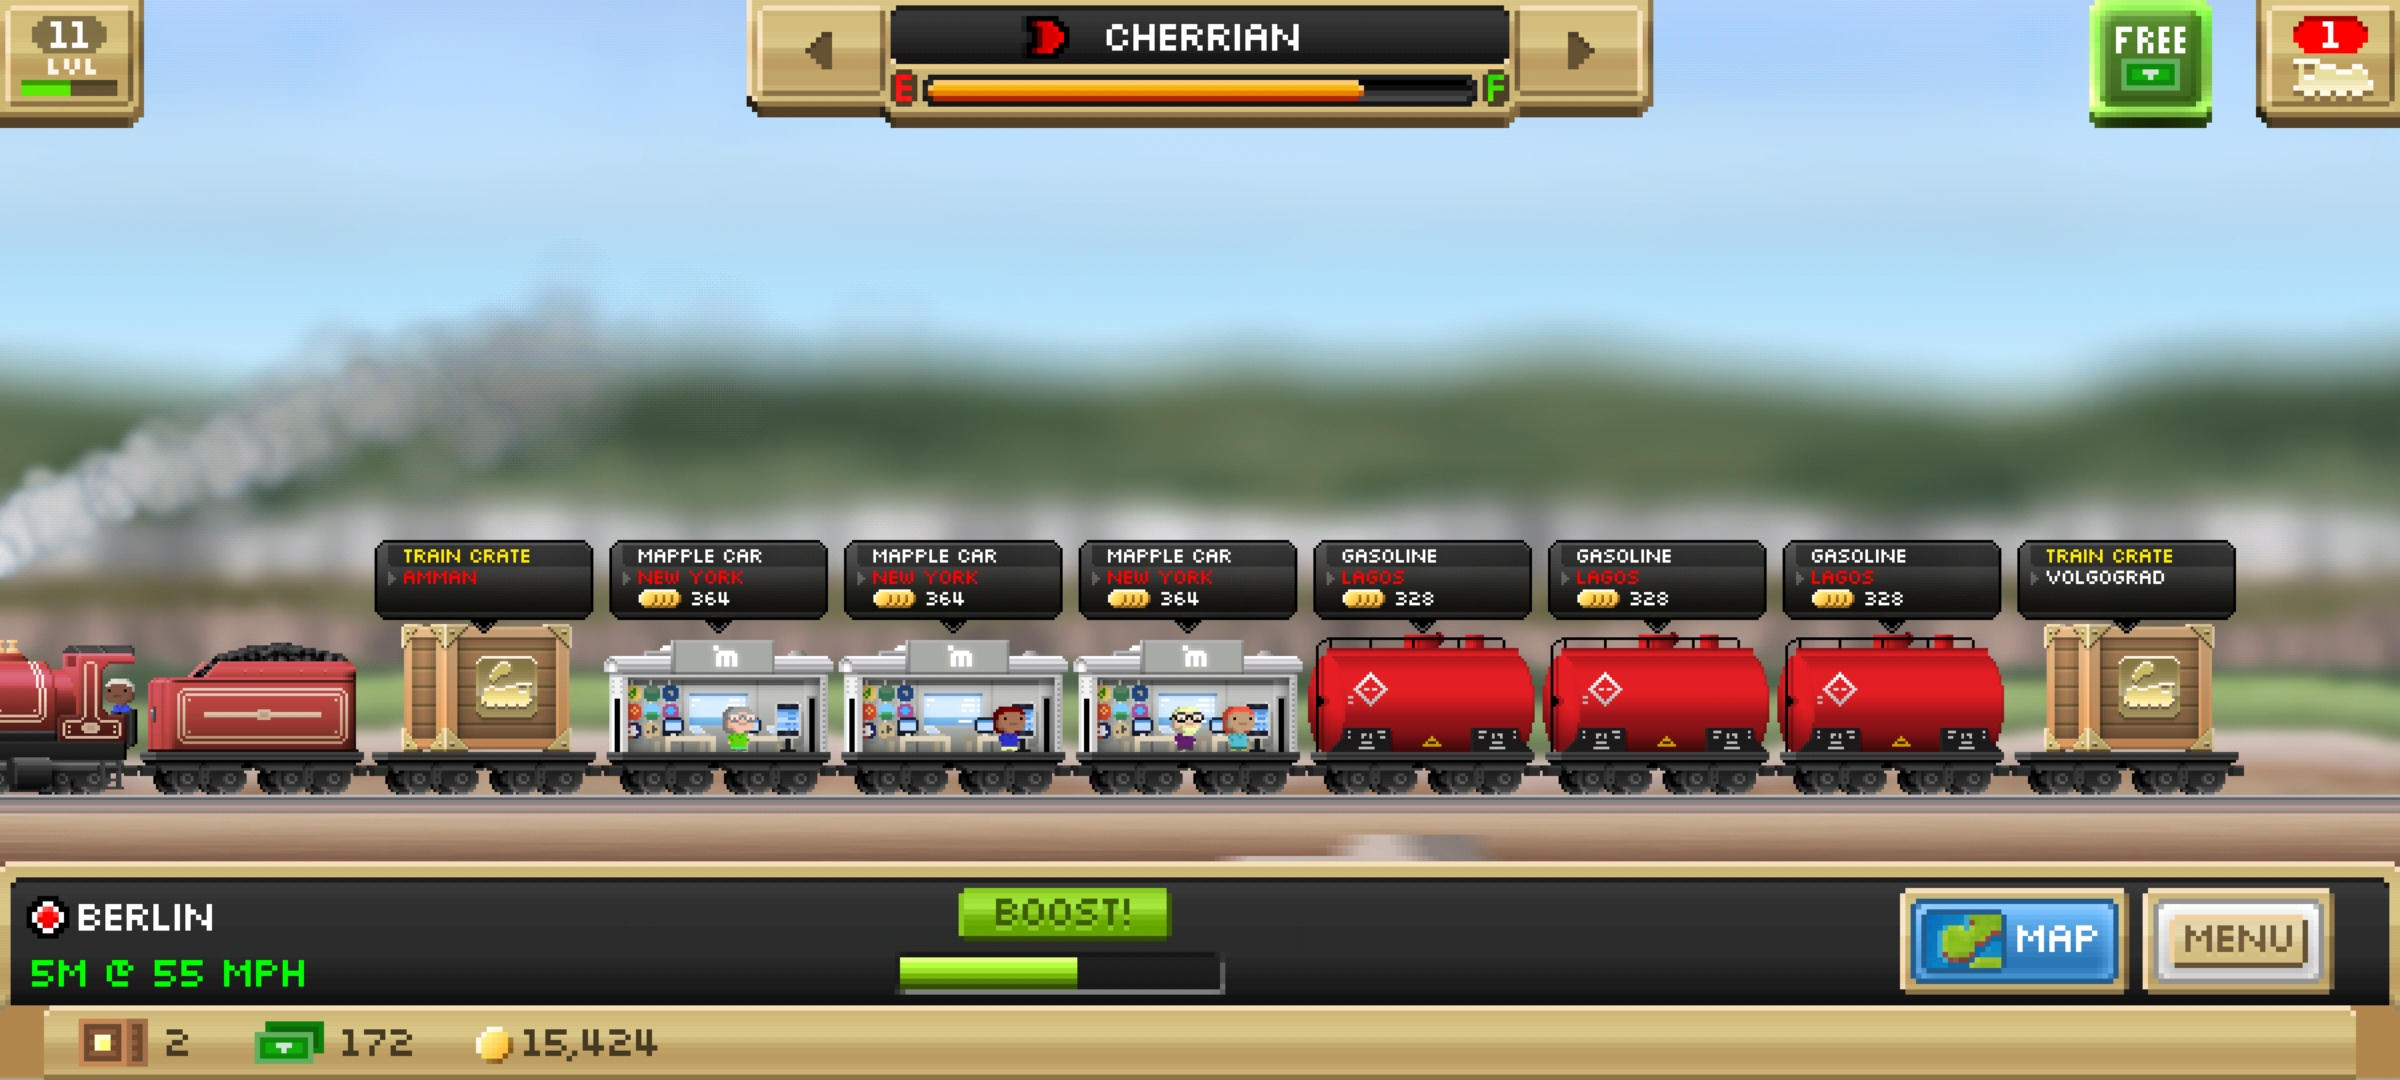 11
LVL
CHERRIAN
E
F
FREE
1
TRAIN CRATE
AMMAN
MAPPLE CAR
NEW YORK
364
MAPPLE CAR
NEW YORK
364
MAPPLE CAR
NEW YORK
364
GASOLINE
LAGOS
328
GASOLINE
LAGOS
328
GASOLINE
LAGOS
328
TRAIN CRATE
VOLGOGRAD
m
m
m
BERLIN
5M @ 55 MPH
BOOST!
MAP
MENU
2
172
15,424